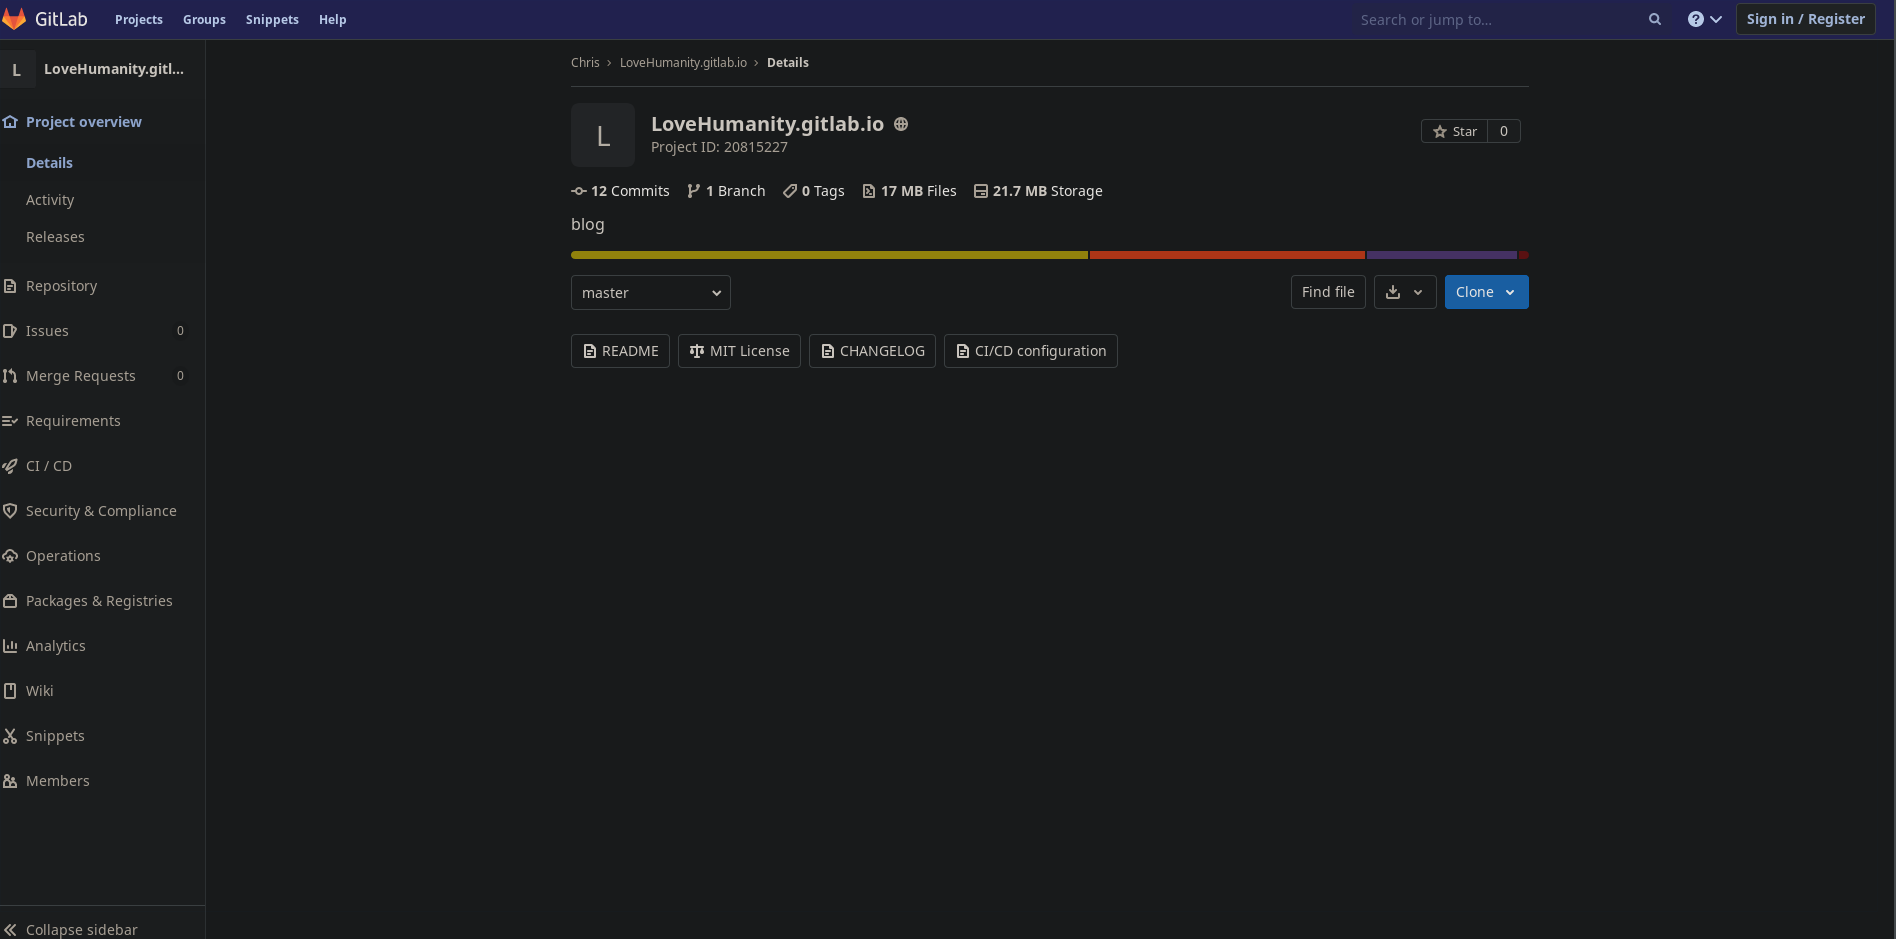 GitLab Projects Groups Snippets Help Search or jump to... Sign in / Register
L LoveHumanity.gitl...
Project overview
Details
Activity
Releases
Repository
Issues 0
Merge Requests 0
Requirements
CI / CD
Security & Compliance
Operations
Packages & Registries
Analytics
Wiki
Snippets
Members
Collapse sidebar
Chris › LoveHumanity.gitlab.io › Details
L
LoveHumanity.gitlab.io
Project ID: 20815227
Star 0
12 Commits 1 Branch 0 Tags 17 MB Files 21.7 MB Storage
blog
master Find file Clone
README MIT License CHANGELOG CI/CD configuration